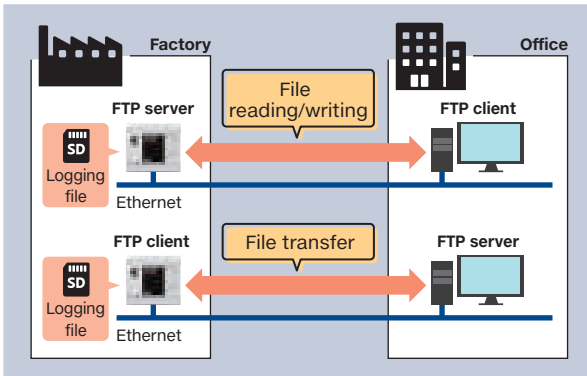 Factory
Office
File
reading/writing
FTP server
FTP client
SD
Logging
file
Ethernet
File transfer
FTP client
FTP server
SD
Logging
file
Ethernet